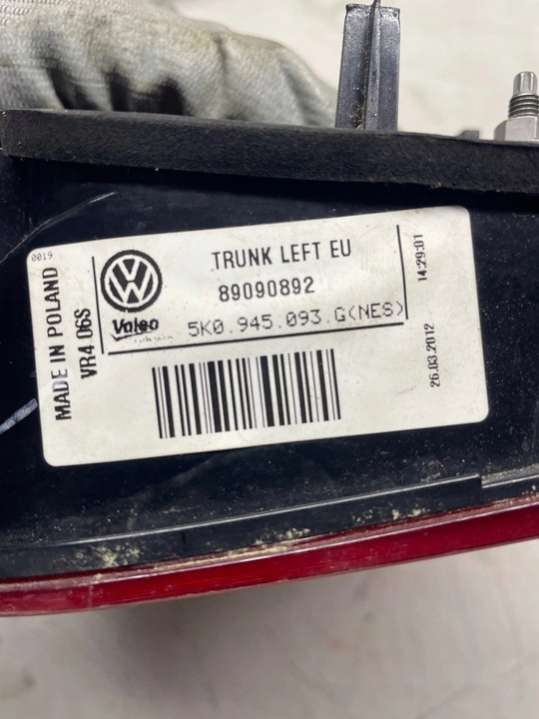 0019
MADE IN POLAND
VR4 06S
TRUNK LEFT EU
89090892
Valeo
5K0.945.093.G(NES)
14:29:01
26.03.2012